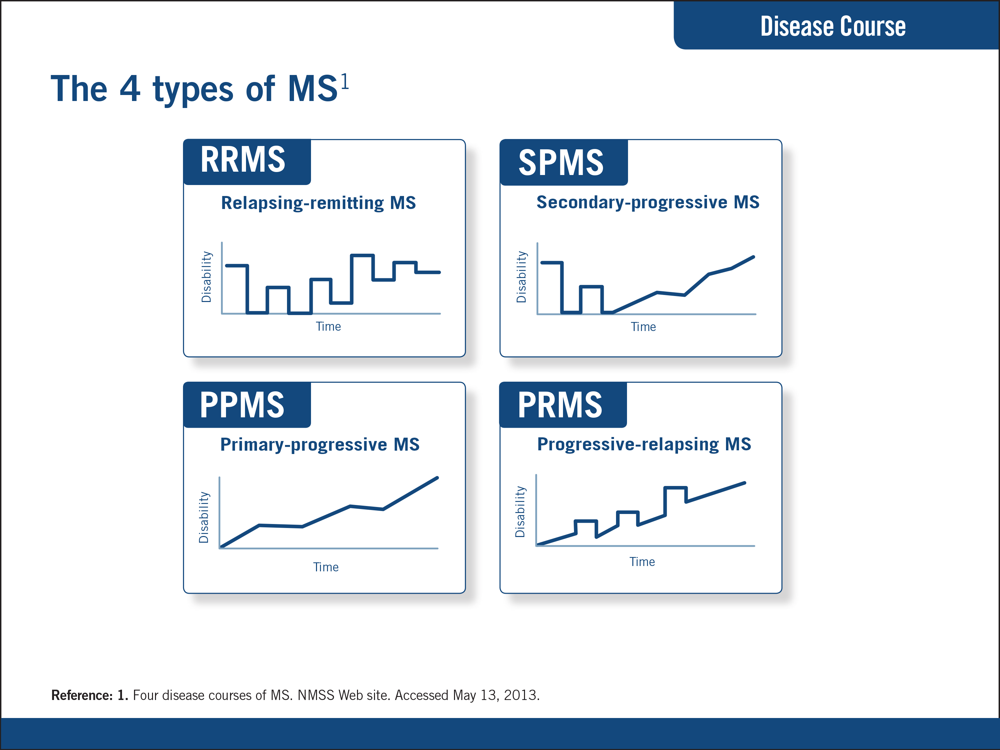 Disease Course
The 4 types of MS1
RRMS
Relapsing-remitting MS
Disability
Time
SPMS
Secondary-progressive MS
Disability
Time
PPMS
Primary-progressive MS
Disability
Time
PRMS
Progressive-relapsing MS
Disability
Time
Reference: 1. Four disease courses of MS. NMSS Web site. Accessed May 13, 2013.